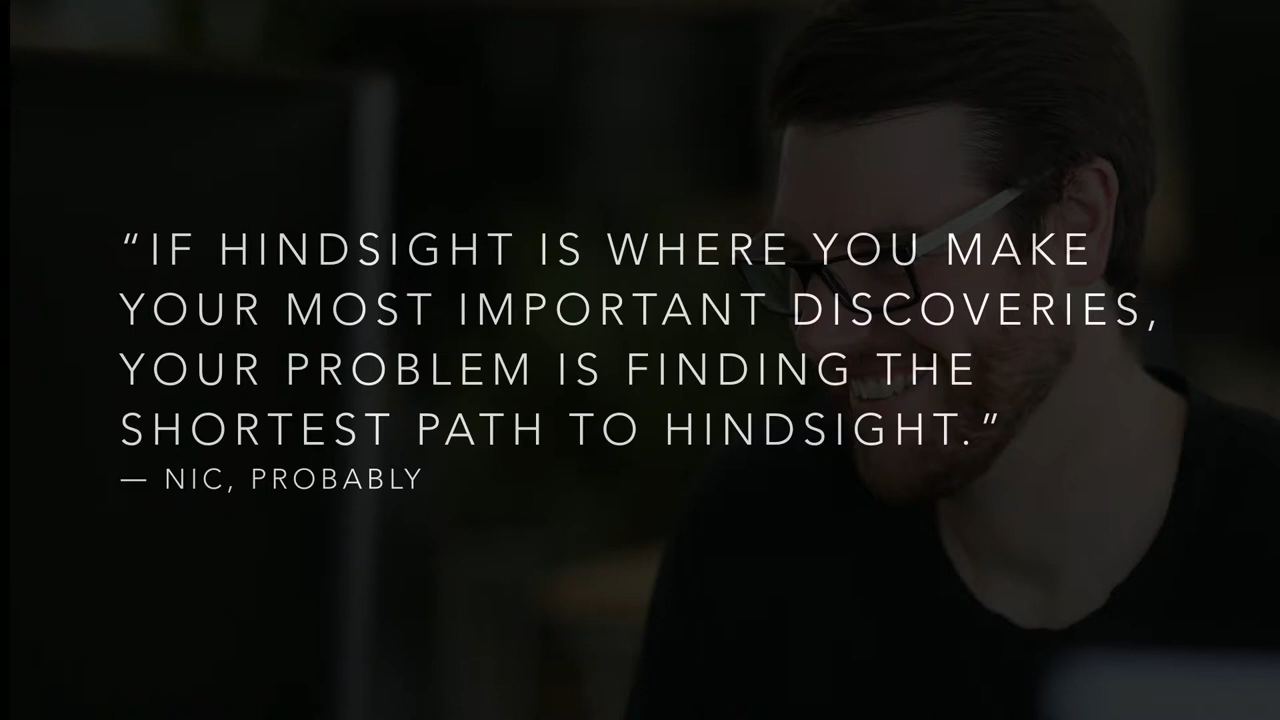 “IF HINDSIGHT IS WHERE YOU MAKE
YOUR MOST IMPORTANT DISCOVERIES,
YOUR PROBLEM IS FINDING THE
SHORTEST PATH TO HINDSIGHT.”
— NIC, PROBABLY